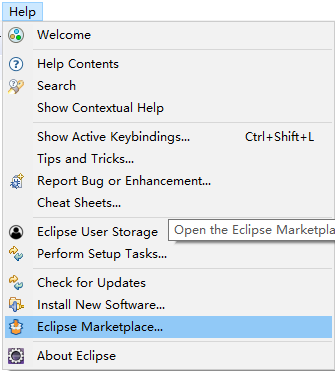 Help
Welcome
Help Contents
Search
Show Contextual Help
Show Active Keybindings... Ctrl+Shift+L
Tips and Tricks...
Report Bug or Enhancement...
Cheat Sheets...
Eclipse User Storage
Open the Eclipse Marketpla
Perform Setup Tasks...
Check for Updates
Install New Software...
Eclipse Marketplace...
About Eclipse